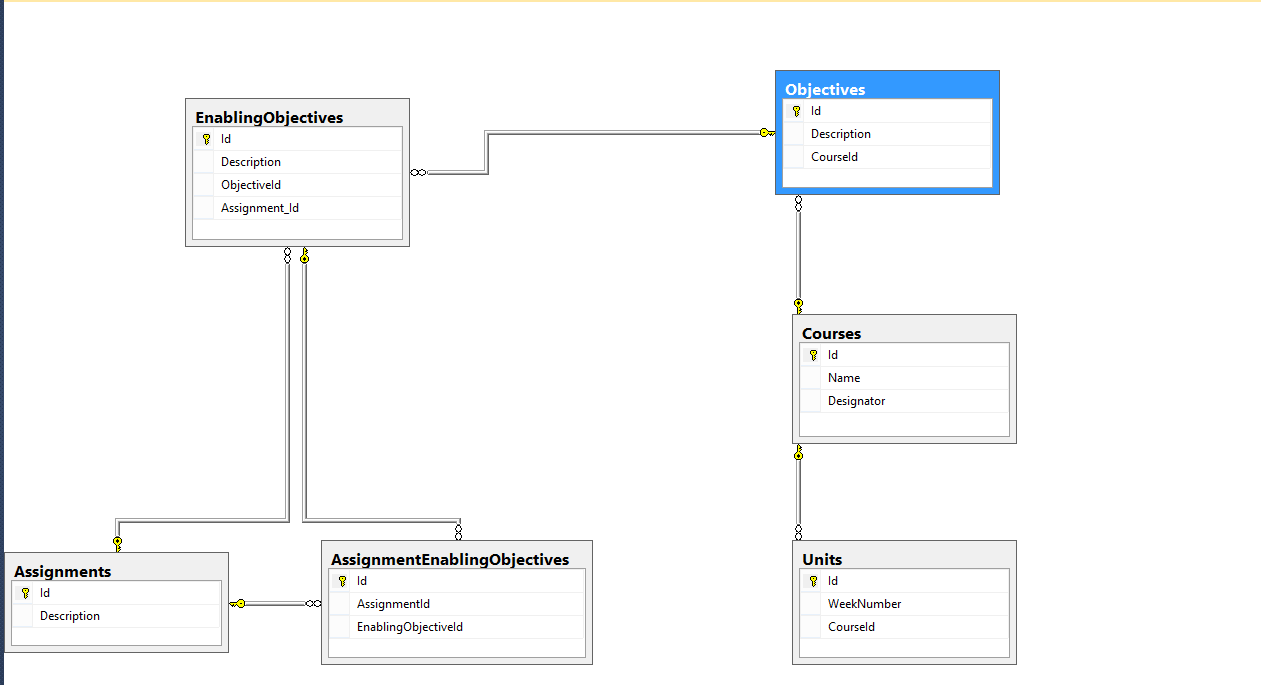 Objectives
Id
Description
CourseId
EnablingObjectives
Id
Description
ObjectiveId
Assignment_Id
Courses
Id
Name
Designator
Assignments
Id
Description
AssignmentEnablingObjectives
Id
AssignmentId
EnablingObjectiveId
Units
Id
WeekNumber
CourseId